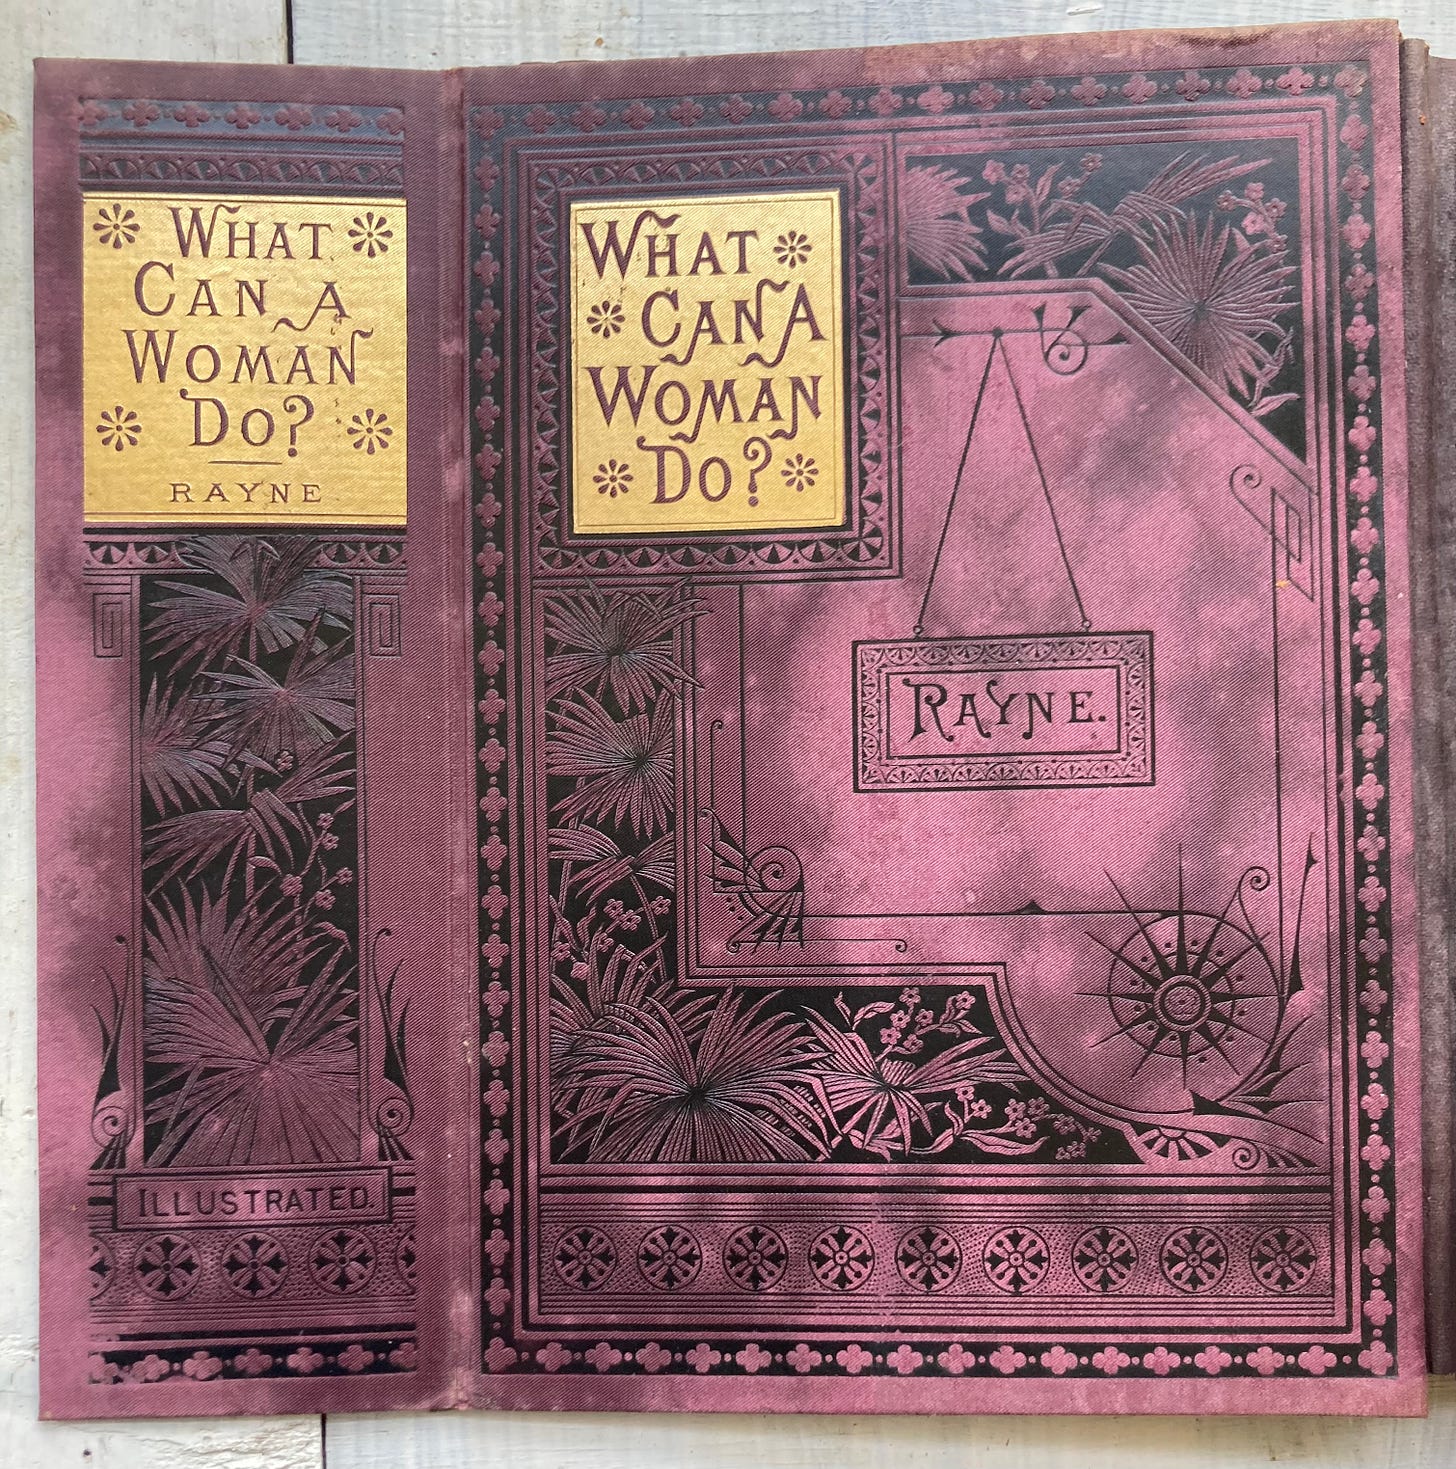 WHAT
CAN A
WOMAN
DO?
RAYNE
ILLUSTRATED.
WHAT
CAN A
WOMAN
DO?
RAYNE.